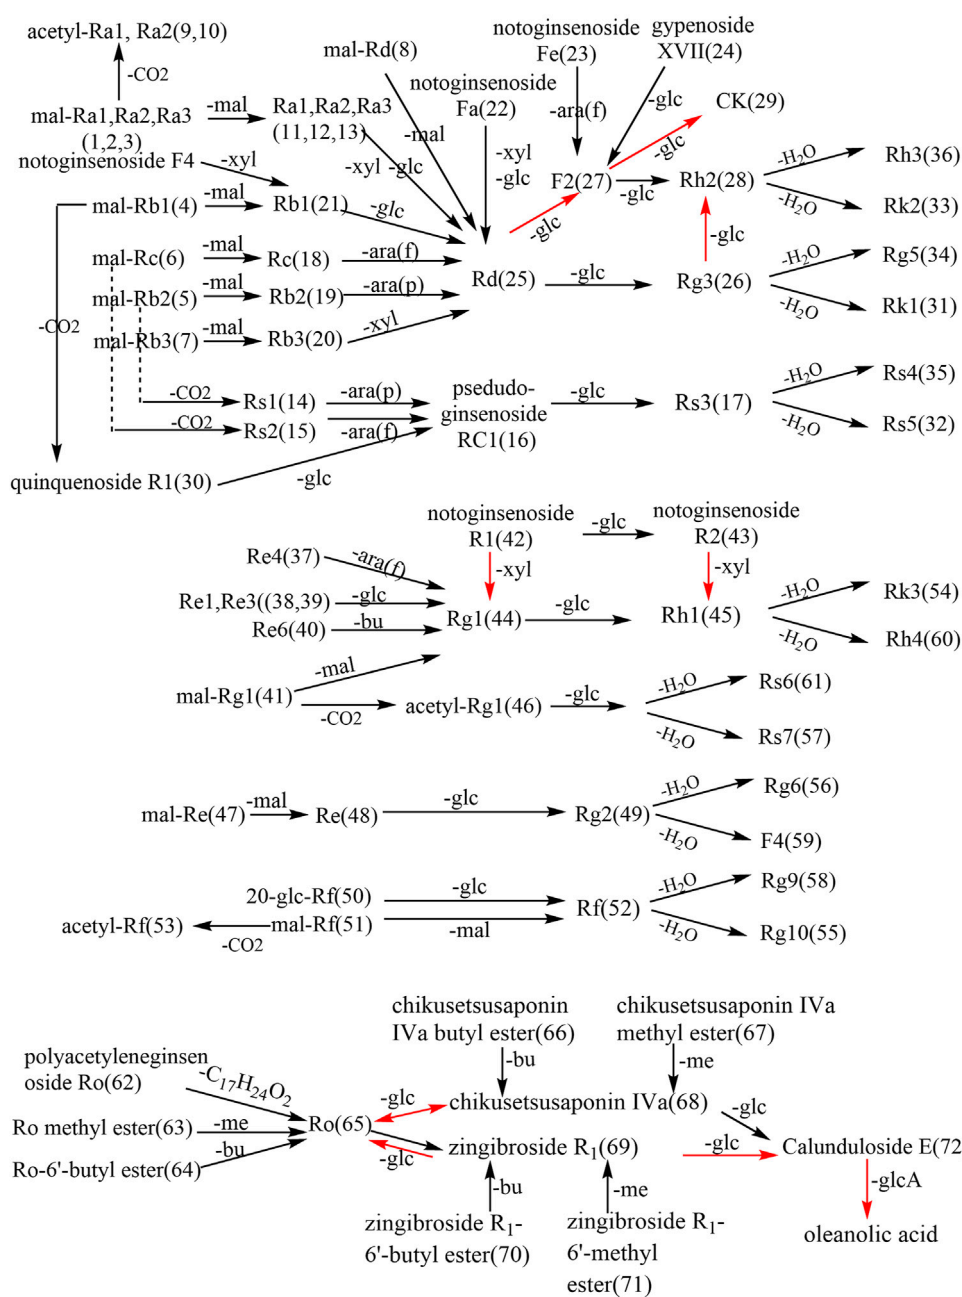 acetyl-Ra1, Ra2(9,10)
-CO2
mal-Ra1,Ra2,Ra3
(1,2,3)
-mal
Ra1,Ra2,Ra3
(11,12,13)
mal-Rd(8)
-mal
notoginsenoside
Fa(22)
-xyl
-glc
notoginsenoside
Fe(23)
-ara(f)
gypenoside
XVII(24)
-glc
CK(29)
-glc
notoginsenoside F4
-xyl
-xyl -glc
mal-Rb1(4)
-mal
Rb1(21)
-glc
mal-Rc(6)
-mal
Rc(18)
-ara(f)
mal-Rb2(5)
-mal
Rb2(19)
-ara(p)
mal-Rb3(7)
-mal
Rb3(20)
-xyl
-CO2
Rd(25)
-glc
F2(27)
-glc
Rh2(28)
-glc
Rg3(26)
-glc
-H2O
Rh3(36)
-H2O
Rk2(33)
-H2O
Rg5(34)
-H2O
Rk1(31)
-CO2
Rs1(14)
-ara(p)
-CO2
Rs2(15)
-ara(f)
psedudo-
ginsenoside
RC1(16)
-glc
Rs3(17)
-H2O
Rs4(35)
-H2O
Rs5(32)
quinquenoside R1(30)
-glc
notoginsenoside
R1(42)
-glc
notoginsenoside
R2(43)
-xyl
-xyl
Re4(37)
-ara(f)
Re1,Re3((38,39)
-glc
Re6(40)
-bu
Rg1(44)
-glc
Rh1(45)
-H2O
Rk3(54)
-H2O
Rh4(60)
mal-Rg1(41)
-mal
-CO2
acetyl-Rg1(46)
-glc
-H2O
Rs6(61)
-H2O
Rs7(57)
mal-Re(47)
-mal
Re(48)
-glc
Rg2(49)
-H2O
Rg6(56)
-H2O
F4(59)
20-glc-Rf(50)
-glc
acetyl-Rf(53)
-CO2
mal-Rf(51)
-mal
Rf(52)
-H2O
Rg9(58)
-H2O
Rg10(55)
chikusetsusaponin
IVa butyl ester(66)
-bu
chikusetsusaponin IVa
methyl ester(67)
-me
polyacetyleneginsen
oside Ro(62)
-C17H24O2
Ro methyl ester(63)
-me
Ro-6'-butyl ester(64)
-bu
Ro(65)
-glc
chikusetsusaponin IVa(68)
-glc
-glc
zingibroside R1(69)
-glc
Calunduloside E(72
-glcA
oleanolic acid
-bu
zingibroside R1-
6'-butyl ester(70)
-me
zingibroside R1-
6'-methyl
ester(71)